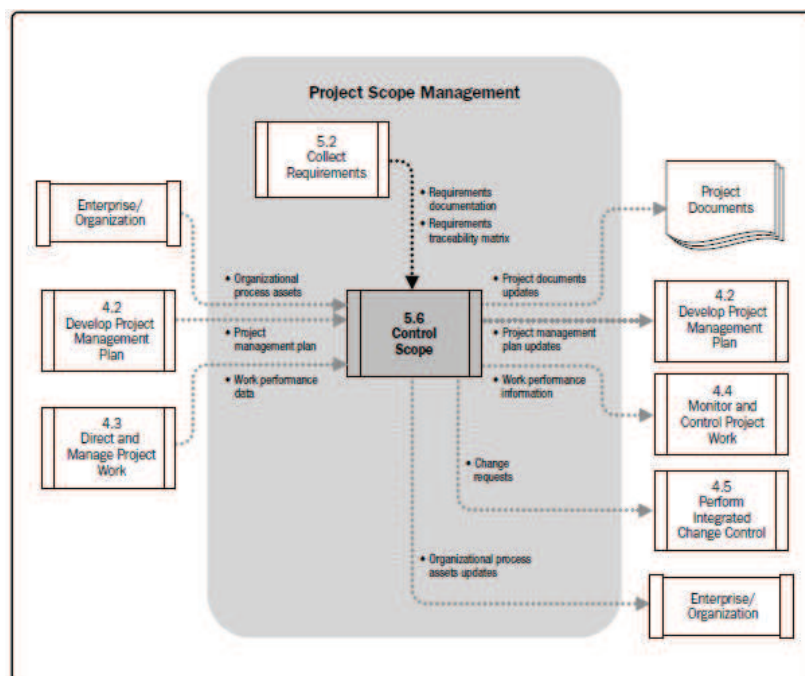 Project Scope Management
5.2
Collect
Requirements
Enterprise/
Organization
• Requirements
documentation
• Requirements
traceability matrix
Project
Documents
• Organizational
process assets
• Project documents
updates
4.2
Develop Project
Management
Plan
• Project
management plan
5.6
Control
Scope
• Project management
plan updates
4.2
Develop Project
Management
Plan
• Work performance
data
• Work performance
information
4.3
Direct and
Manage Project
Work
4.4
Monitor and
Control Project
Work
• Change
requests
4.5
Perform
Integrated
Change Control
• Organizational process
assets updates
Enterprise/
Organization